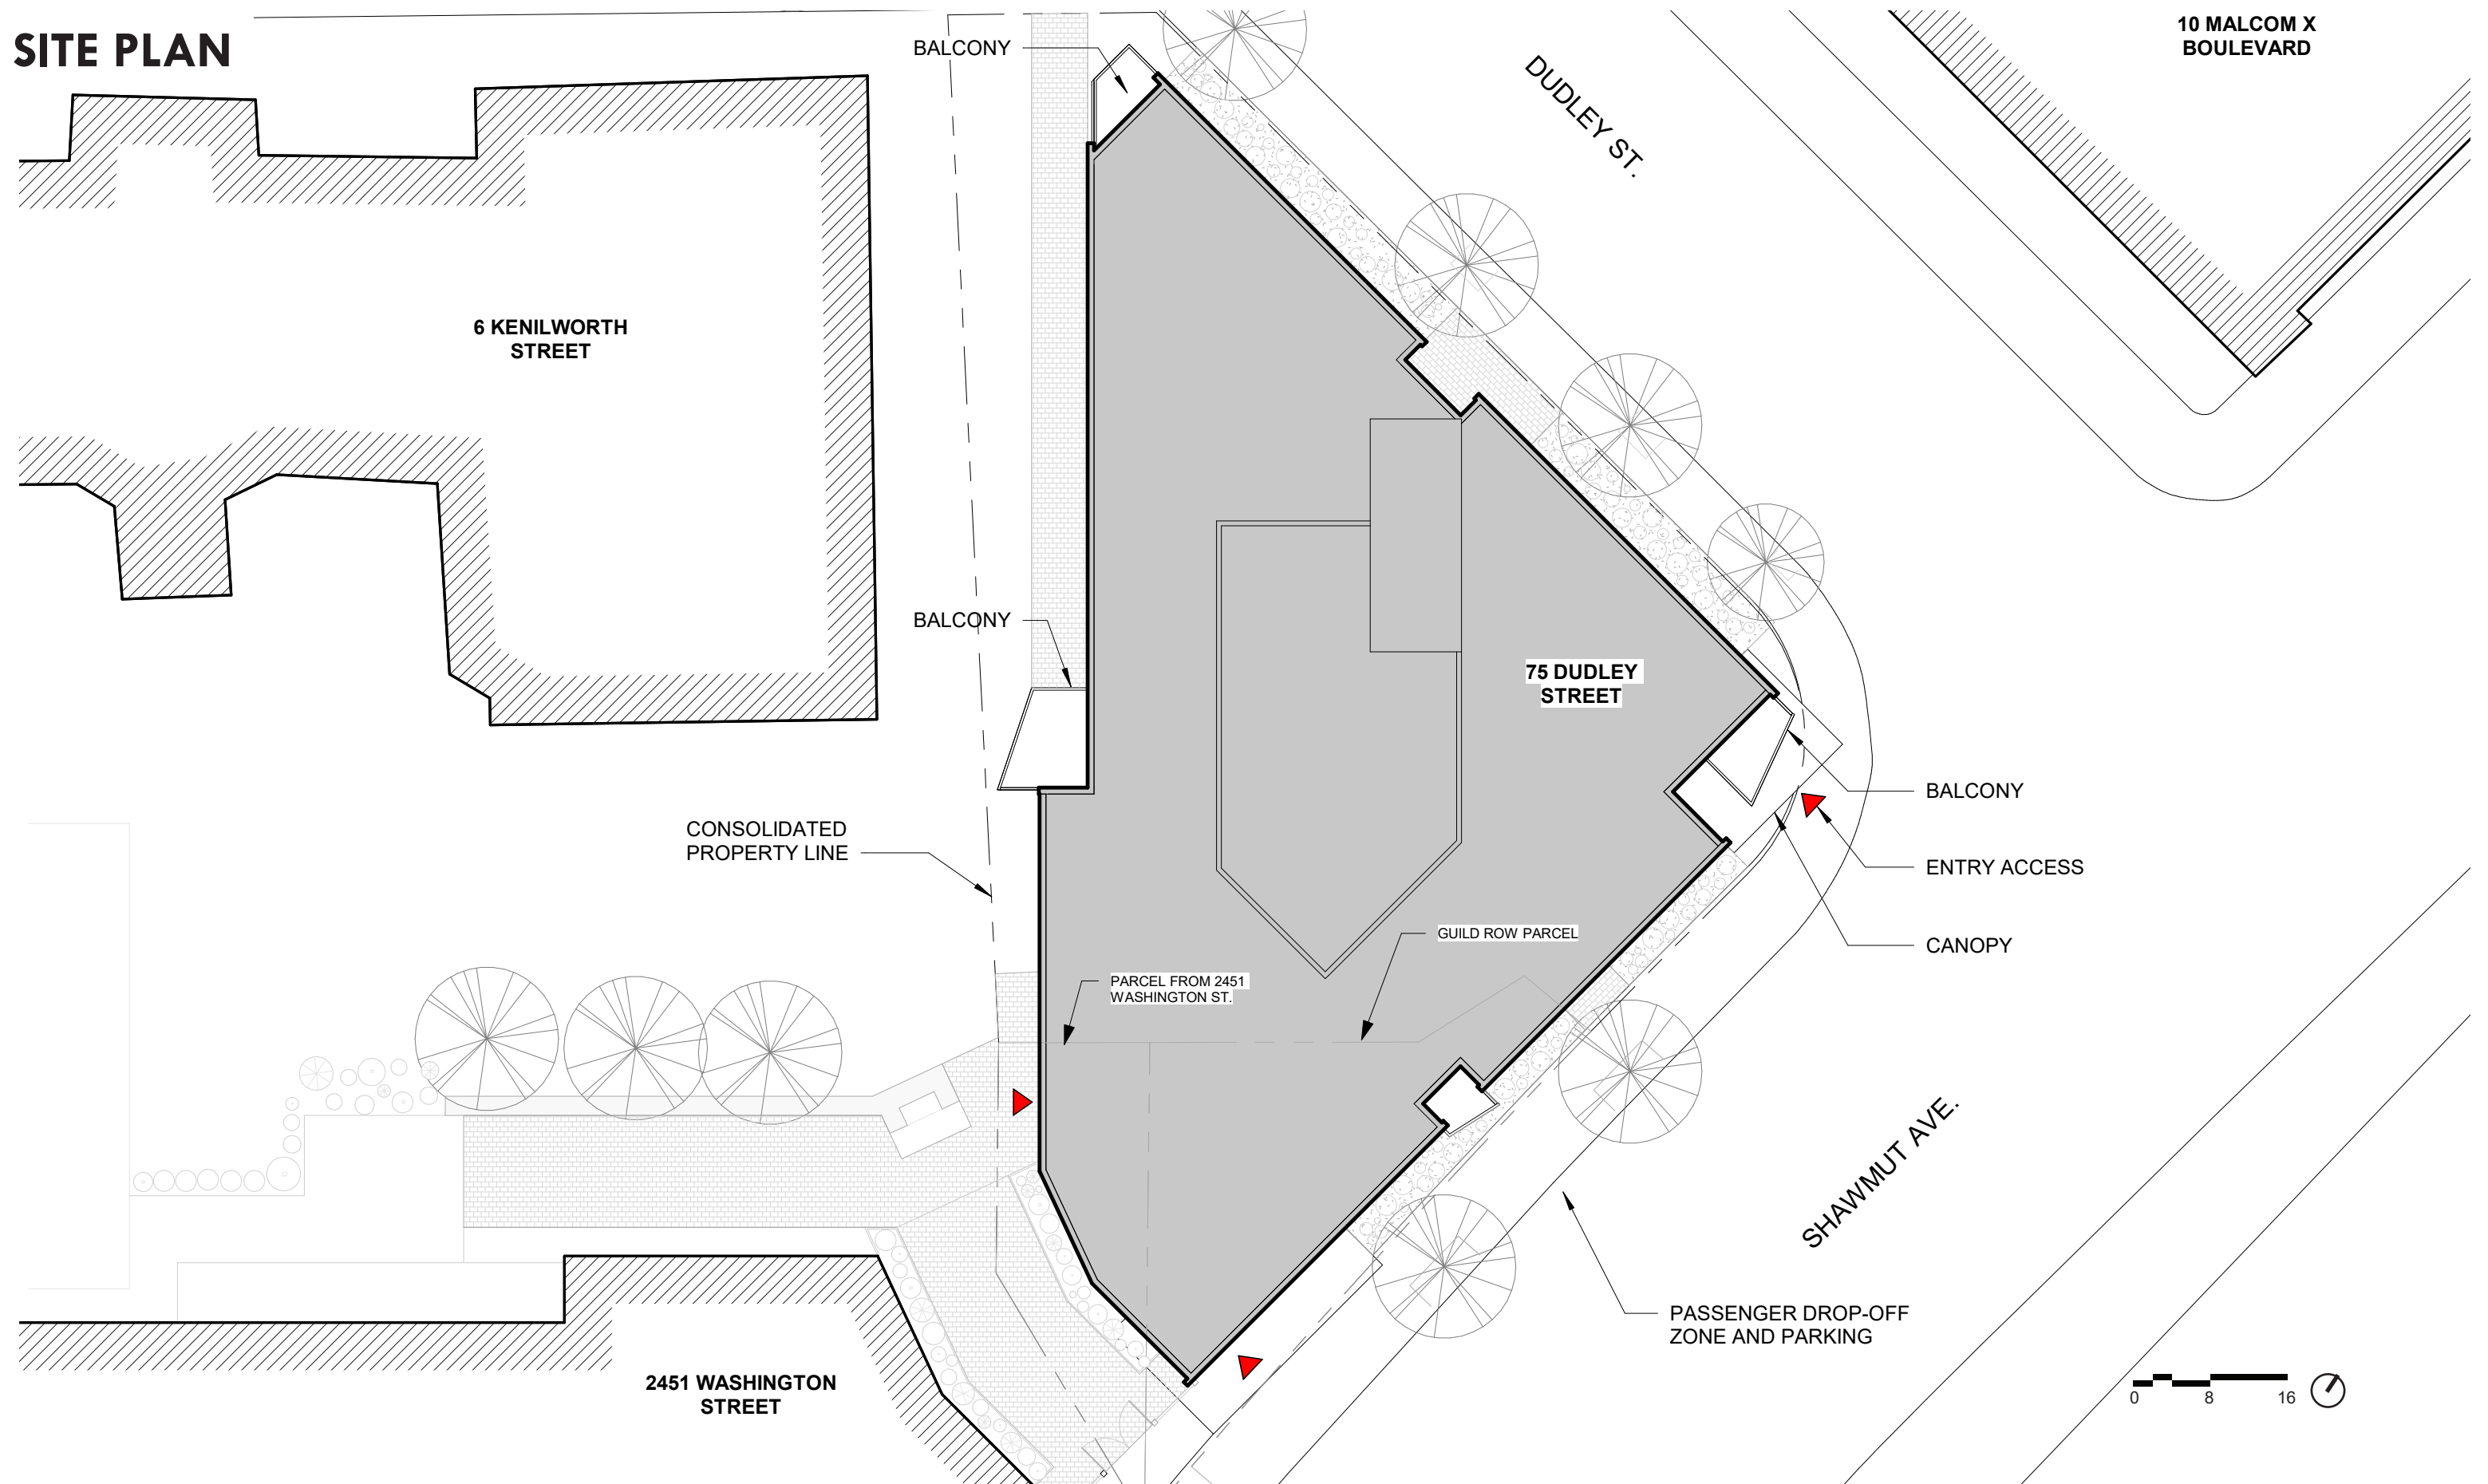 SITE PLAN
BALCONY
DUDLEY ST.
10 MALCOM X
BOULEVARD
6 KENILWORTH
STREET
BALCONY
75 DUDLEY
STREET
CONSOLIDATED
PROPERTY LINE
BALCONY
ENTRY ACCESS
CANOPY
GUILD ROW PARCEL
PARCEL FROM 2451
WASHINGTON ST.
SHAWMUT AVE.
PASSENGER DROP-OFF
ZONE AND PARKING
2451 WASHINGTON
STREET
0 8 16